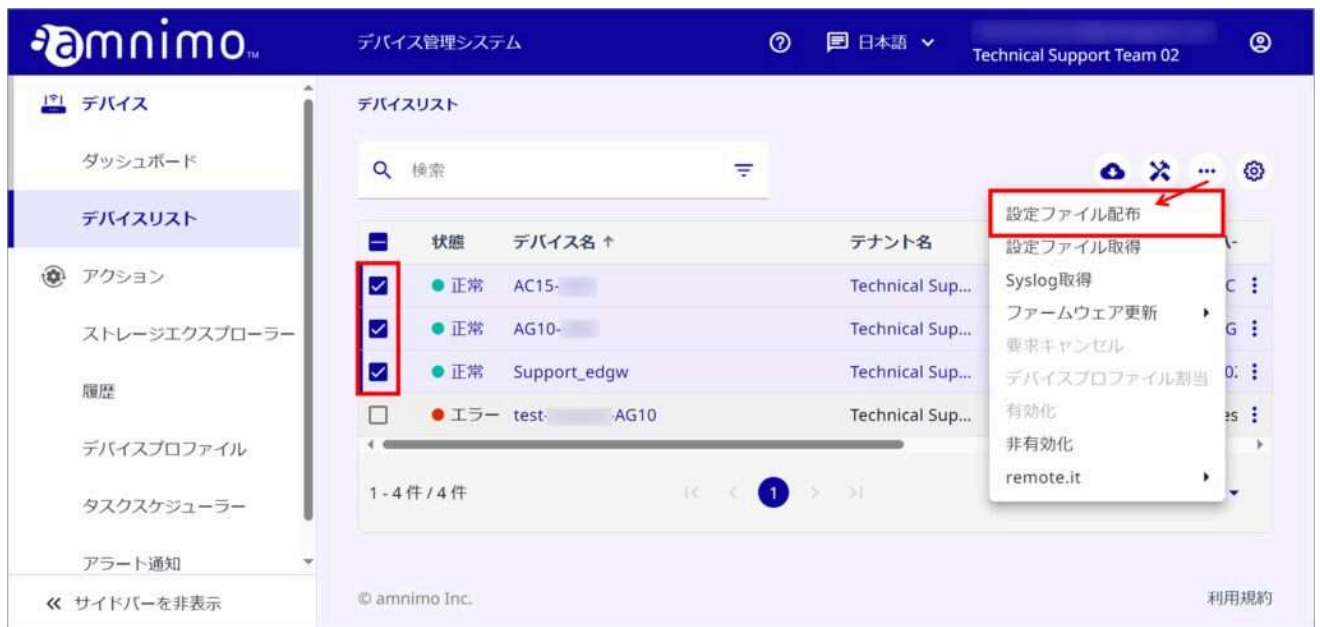 amnimo™
デバイス管理システム
日本語
Technical Support Team 02
デバイス
ダッシュボード
デバイスリスト
アクション
ストレージエクスプローラー
履歴
デバイスプロファイル
タスクスケジューラー
アラート通知
サイドバーを非表示
デバイスリスト
検索
状態 デバイス名 ↑ テナント名
正常 AC15- Technical Sup... C
正常 AG10- Technical Sup... G
正常 Support_edgw Technical Sup...
エラー test- -AG10 Technical Sup... es
1 - 4 件 / 4 件
1
設定ファイル配布
設定ファイル取得
Syslog取得
ファームウェア更新
要求キャンセル
デバイスプロファイル割当
有効化
非有効化
remote.it
© amnimo Inc.
利用規約